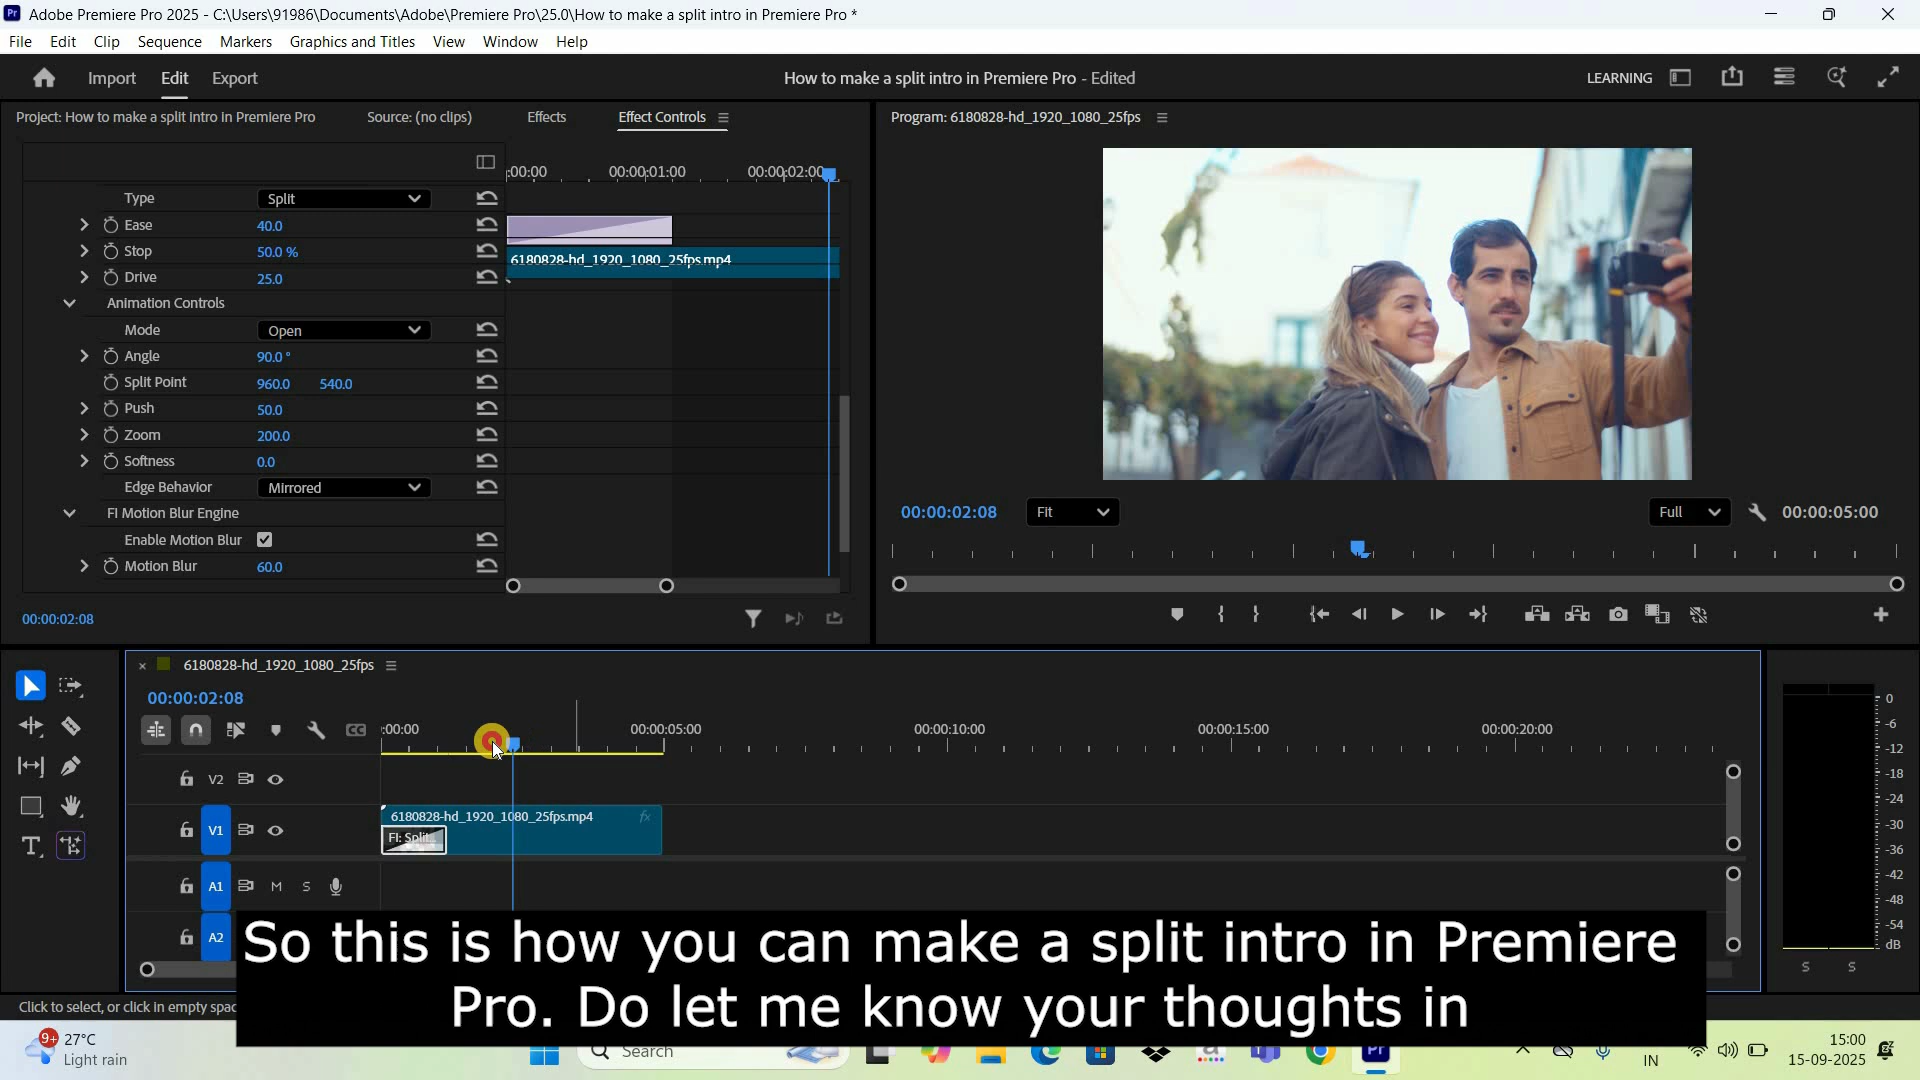 Adobe Premiere Pro 2025 - C:\Users\91986\Documents\Adobe\Premiere Pro\25.0\How to make a split intro in Premiere Pro *
File Edit Clip Sequence Markers Graphics and Titles View Window Help
Import Edit Export
How to make a split intro in Premiere Pro - Edited
LEARNING
Project: How to make a split intro in Premiere Pro Source: (no clips) Effects Effect Controls
Program: 6180828-hd_1920_1080_25fps
:00:00 00:00:01:00 00:00:02:00
Type Split
Ease 40.0
Stop 50.0 %
6180828-hd_1920_1080_25fps.mp4
Drive 25.0
Animation Controls
Mode Open
Angle 90.0 °
Split Point 960.0 540.0
Push 50.0
Zoom 200.0
Softness 0.0
Edge Behavior Mirrored
FI Motion Blur Engine
Enable Motion Blur
Motion Blur 60.0
00:00:02:08
00:00:02:08 Fit Full 00:00:05:00
6180828-hd_1920_1080_25fps
00:00:02:08
:00:00 00:00:05:00 00:00:10:00 00:00:15:00 00:00:20:00
V2
V1
6180828-hd_1920_1080_25fps.mp4 fx
FI: Split
A1 M S
A2
0
-6
-12
-18
-24
-30
-36
-42
-48
-54
dB
S S
So this is how you can make a split intro in Premiere
Pro. Do let me know your thoughts in
Click to select, or click in empty spac
9+
27°C
Light rain
Search
IN
15:00
15-09-2025